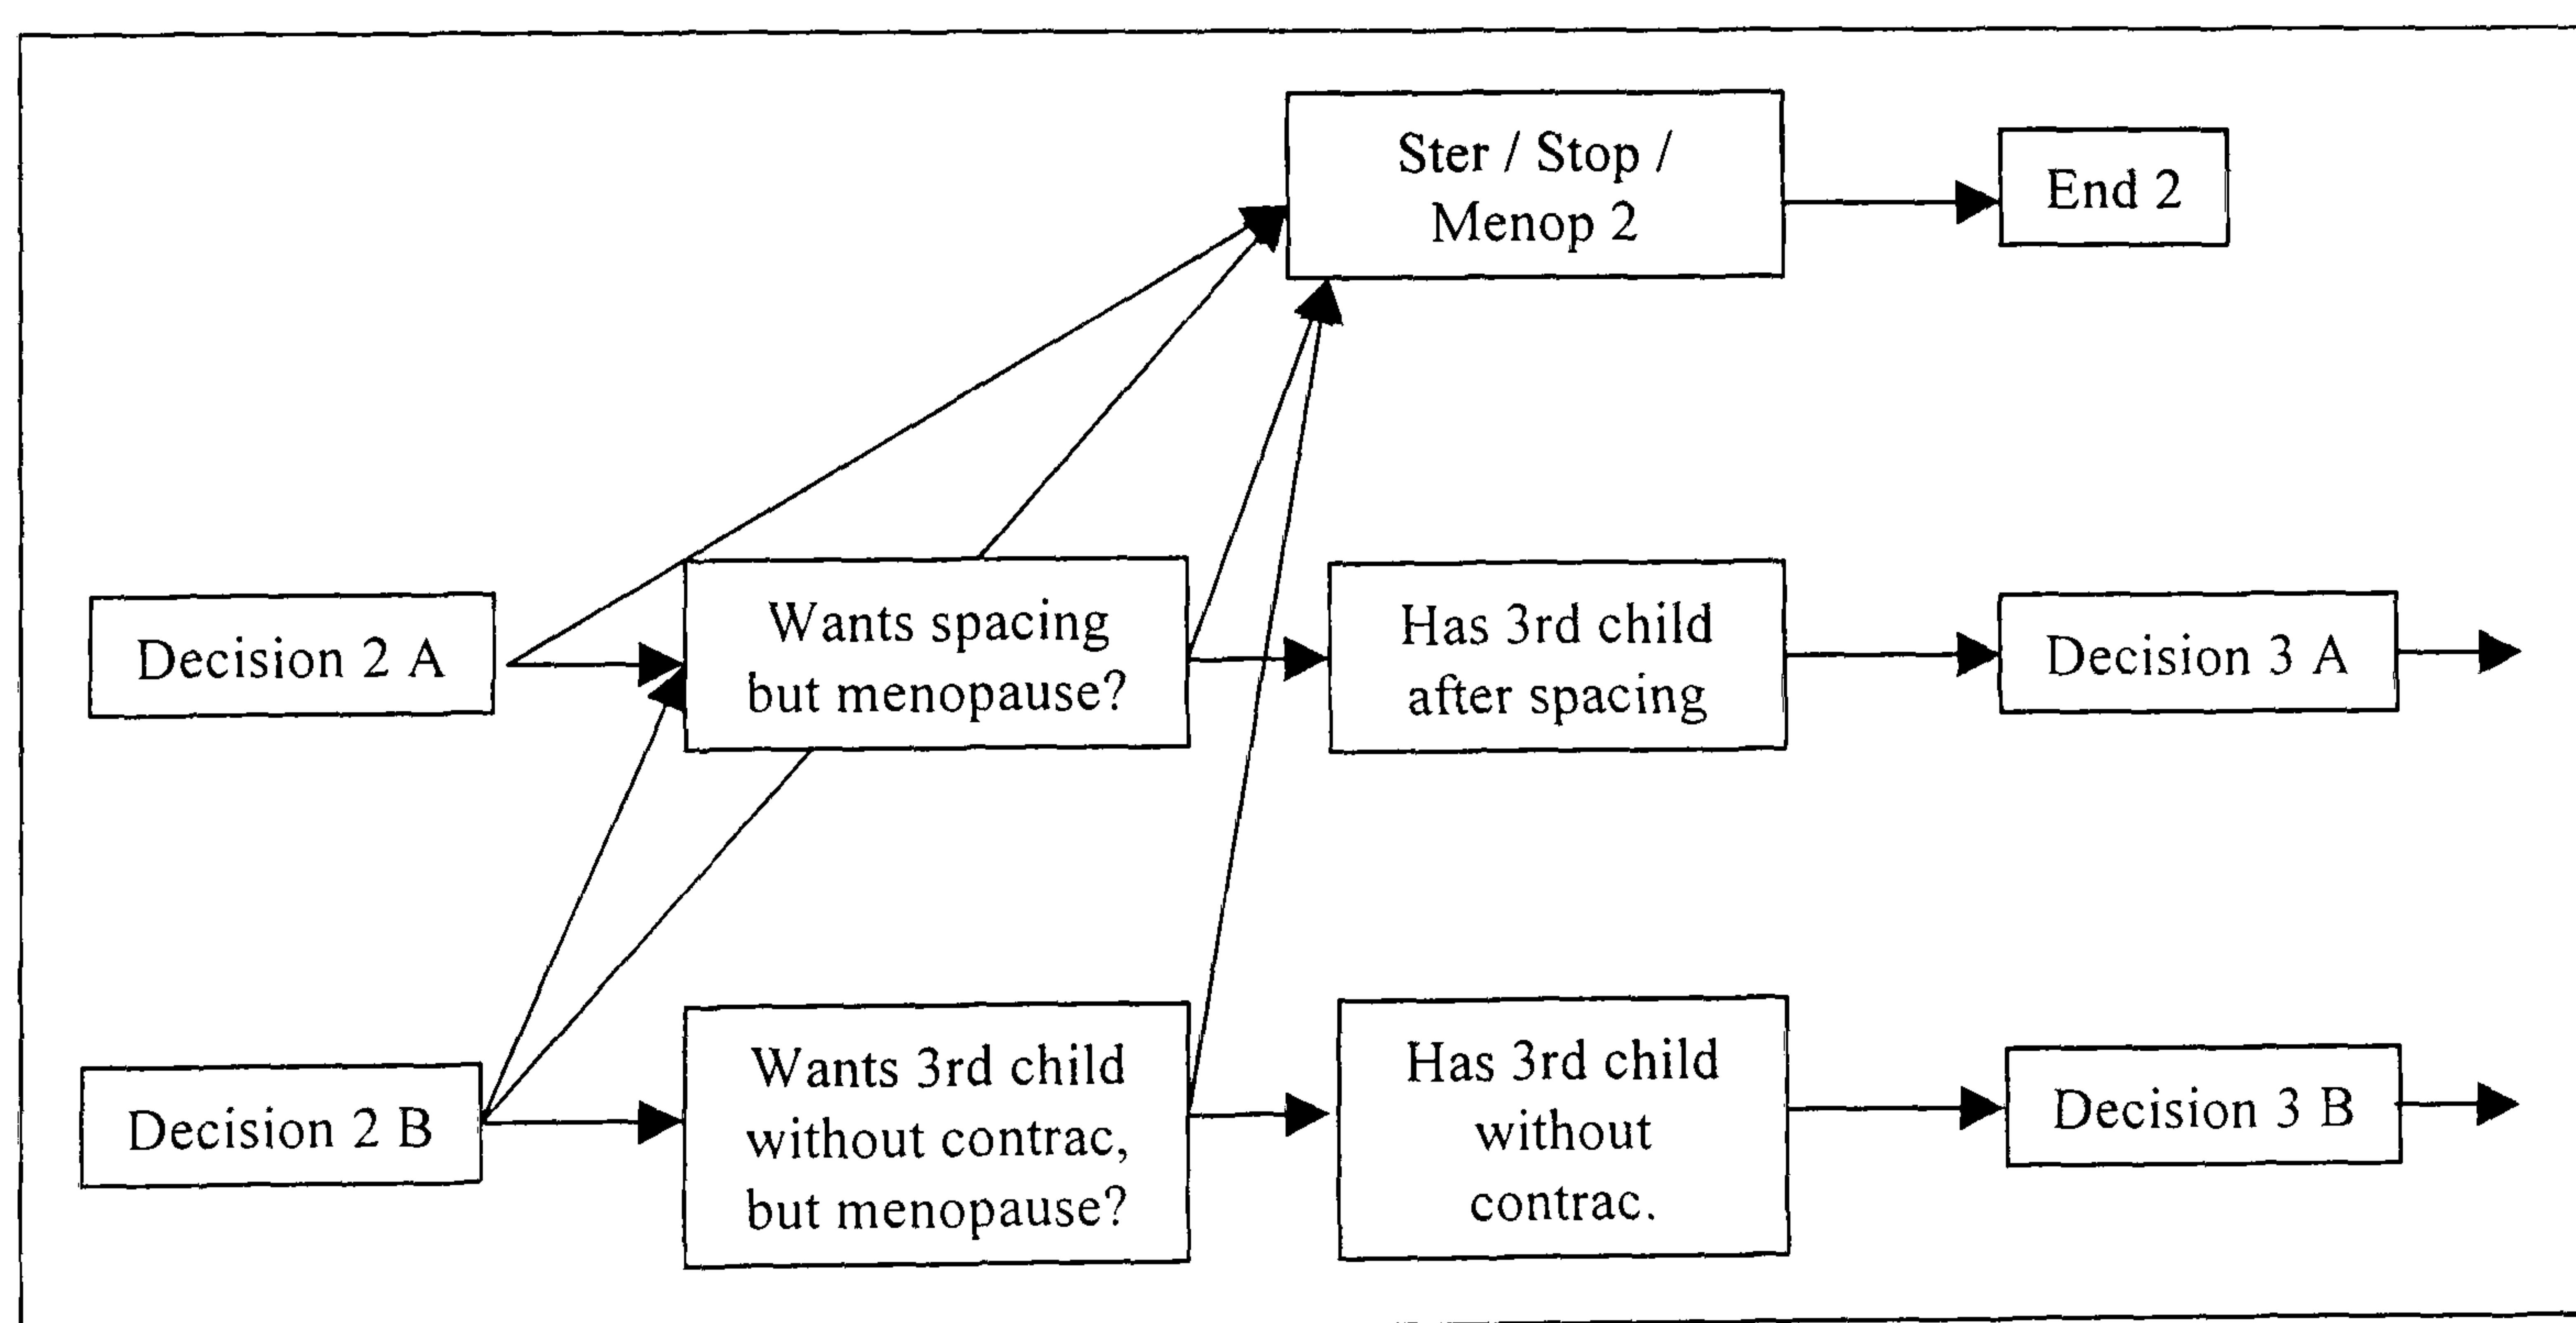 Ster / Stop /
Menop 2
End 2
Decision 2 A
Wants spacing
but menopause?
Has 3rd child
after spacing
Decision 3 A
Decision 2 B
Wants 3rd child
without contrac,
but menopause?
Has 3rd child
without
contrac.
Decision 3 B